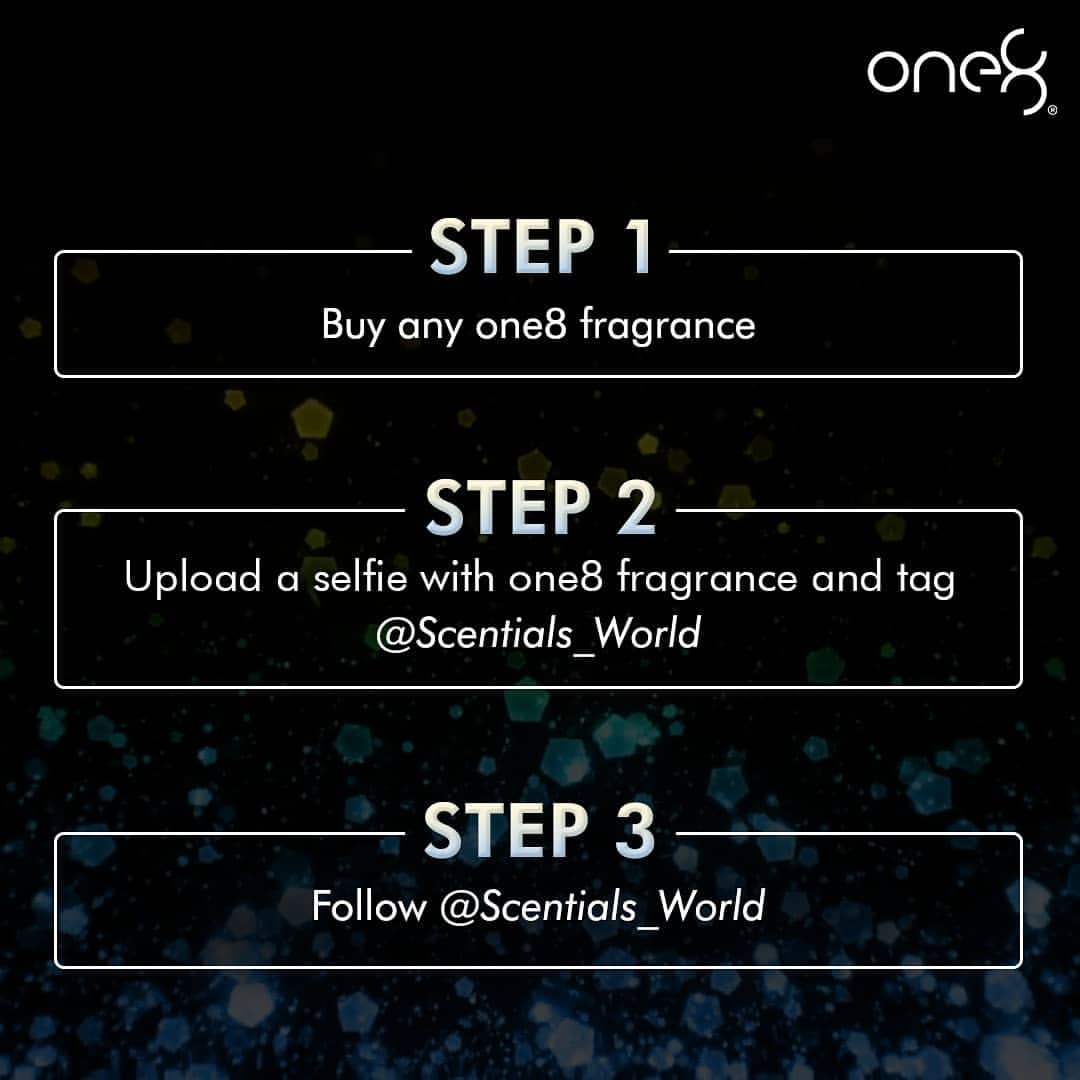 one8
®
STEP 1
Buy any one8 fragrance
STEP 2
Upload a selfie with one8 fragrance and tag
@Scentials_World
STEP 3
Follow @Scentials_World